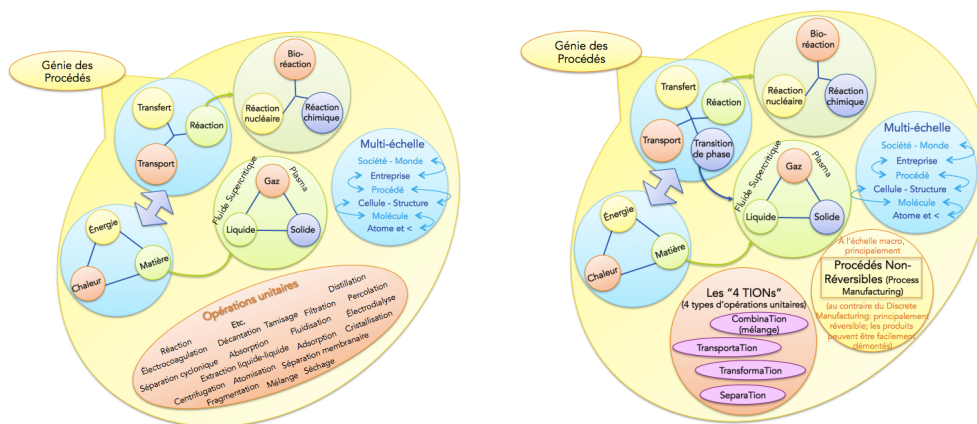 Génie des
Procédés
Bio-
réaction
Réaction
nucléaire
Réaction
chimique
Transfert
Réaction
Transport
Multi-échelle
Société - Monde
Entreprise
Procédé
Cellule - Structure
Molécule
Atome et <
Fluide Supercritique
Plasma
Gaz
Liquide
Solide
Énergie
Matière
Chaleur
Opérations unitaires
Distillation
Etc.
Réaction
Décantation
Tamisage
Filtration
Percolation
Électrocoagulation
Absorption
Fluidisation
Électrodialyse
Séparation cyclonique
Extraction liquide-liquide
Adsorption
Cristallisation
Centrifugation
Atomisation
Séparation membranaire
Fragmentation
Mélange
Séchage
Génie des
Procédés
Bio-
réaction
Réaction
nucléaire
Réaction
chimique
Transfert
Réaction
Transport
Transition
de phase
Multi-échelle
Société - Monde
Entreprise
Procédé
Cellule - Structure
Molécule
Atome et <
Fluide Supercritique
Plasma
Gaz
Liquide
Solide
Énergie
Matière
Chaleur
À l'échelle macro,
principalement
Procédés Non-
Réversibles (Process
Manufacturing)
(au contraire du Discrete
Manufacturing: principalement
réversible; les produits
peuvent être facilement
démontés)
Les "4 TIONs"
(4 types d'opérations unitaires)
CombinaTion
(mélange)
TransportaTion
TransformaTion
SeparaTion